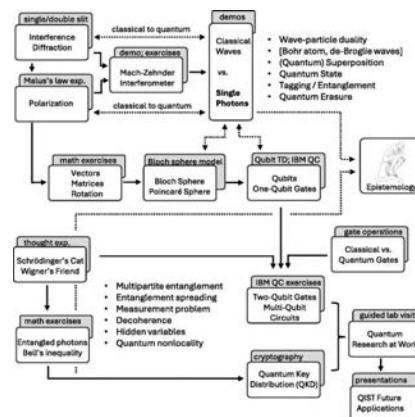 single/double slit
Interference
Diffraction
classical to quantum
demo; exercises
Mach-Zehnder
Interferometer
Malus's law exp.
Polarization
classical to quantum
demos
Classical
Waves
vs.
Single
Photons
• Wave-particle duality
• [Bohr atom, de-Broglie waves]
• (Quantum) Superposition
• Quantum State
• Tagging / Entanglement
• Quantum Erasure
math exercises
Vectors
Matrices
Rotation
Bloch sphere model
Bloch Sphere
Poincaré Sphere
Qubit TD; IBM QC
Qubits
One-Qubit Gates
Epistemology
thought exp.
Schrödinger's Cat
Wigner's Friend
gate operations
Classical vs.
Quantum Gates
• Multipartite entanglement
• Entanglement spreading
• Measurement problem
• Decoherence
• Hidden variables
• Quantum nonlocality
IBM QC exercises
Two-Qubit Gates
Multi-Qubit
Circuits
guided lab visit
Quantum
Research at Work
math exercises
Entangled photons
Bell's inequality
cryptography
Quantum Key
Distribution (QKD)
presentations
QIST Future
Applications